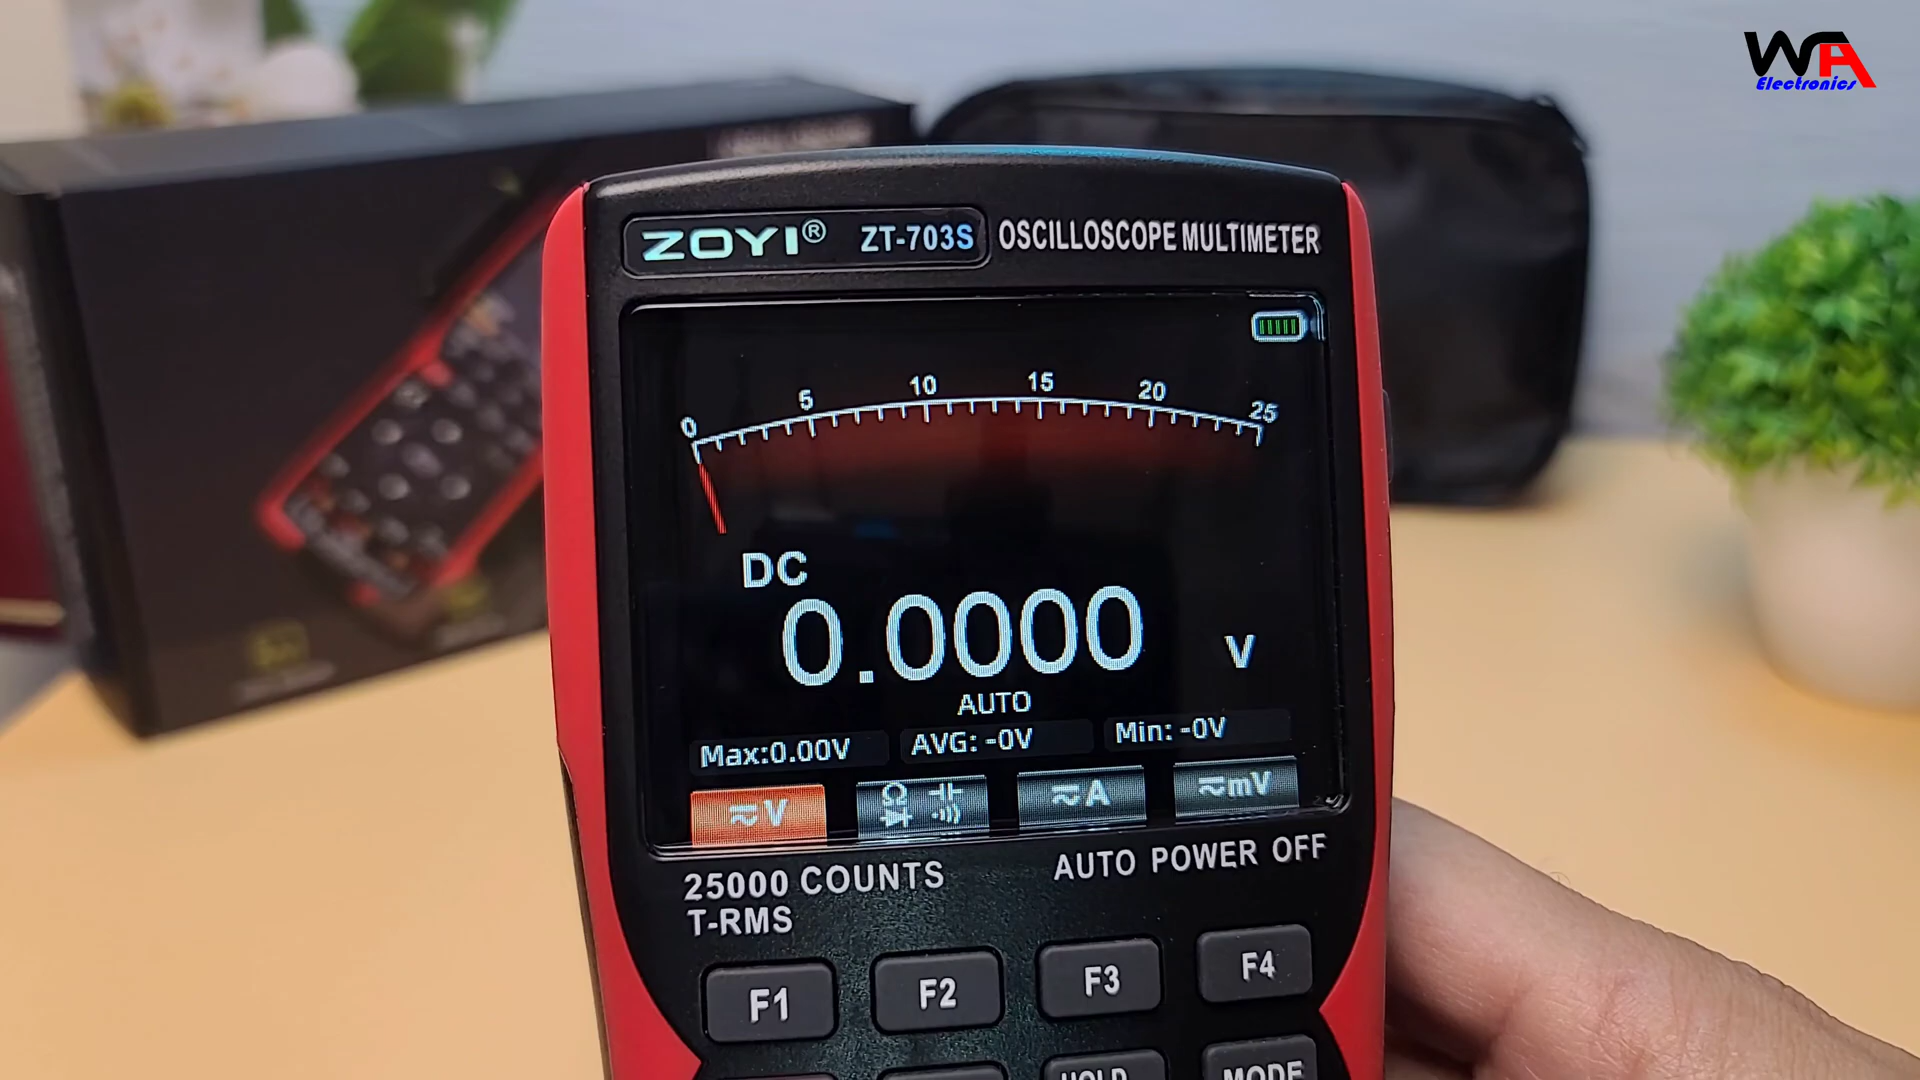 WA
Electronics
ZOYI® ZT-703S OSCILLOSCOPE MULTIMETER
0 5 10 15 20 25
DC
0.0000 V
AUTO
Max:0.00V AVG: -0V Min: -0V
V Ω A mV
25000 COUNTS AUTO POWER OFF
T-RMS
F1 F2 F3 F4
HOLD MODE